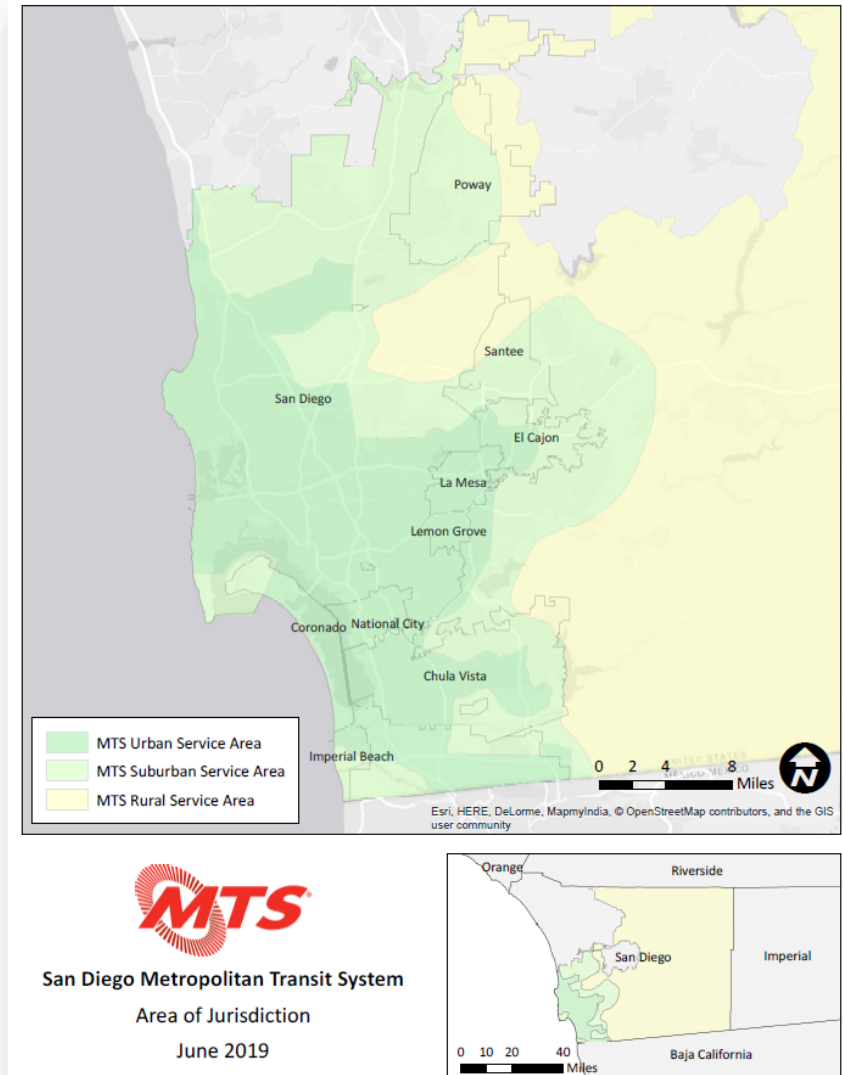 Poway
Santee
San Diego
El Cajon
La Mesa
Lemon Grove
Coronado
National City
Chula Vista
Imperial Beach
MTS Urban Service Area
MTS Suburban Service Area
MTS Rural Service Area
0 2 4 8
Miles
UNITED STATES
MÉXICO
N
Esri, HERE, DeLorme, MapmyIndia, © OpenStreetMap contributors, and the GIS
user community
MTS®
San Diego Metropolitan Transit System
Area of Jurisdiction
June 2019
Orange
Riverside
San Diego
Imperial
Baja California
0 10 20 40
Miles